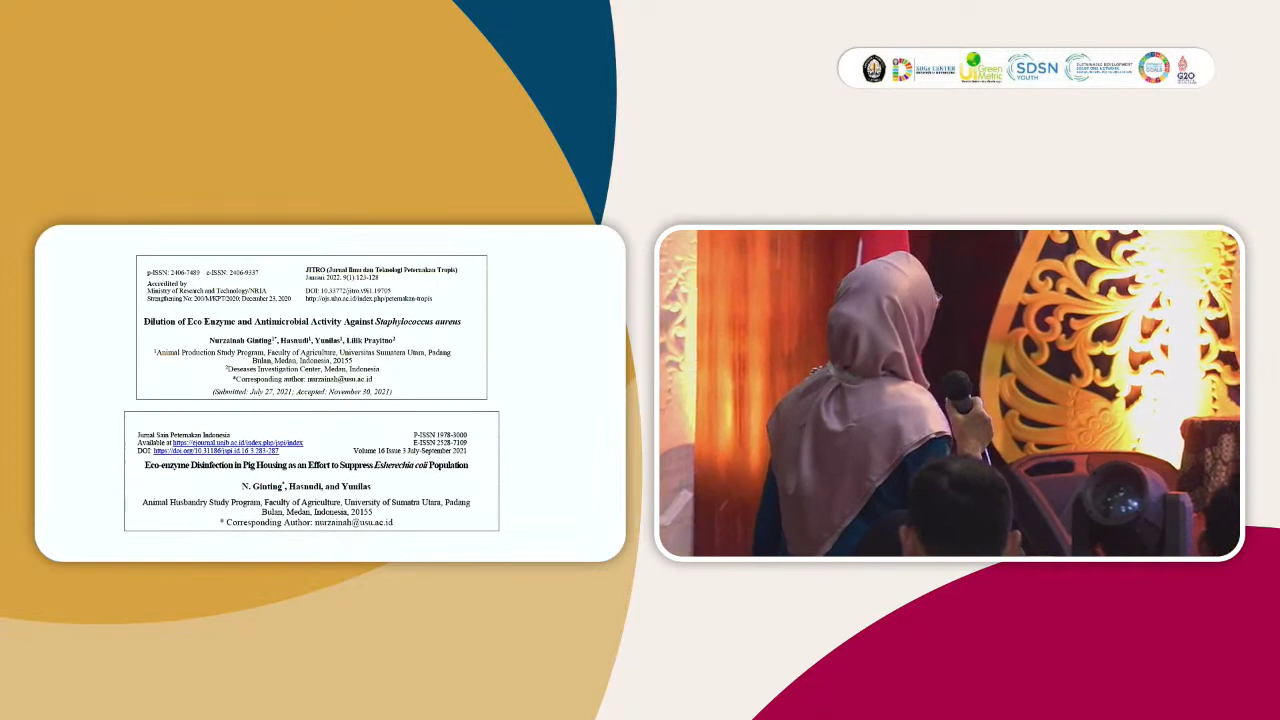 p-ISSN: 2406-7489 e-ISSN: 2406-9337
Accredited by
Ministry of Research and Technology/NRIA
Strengthening No: 200/M/KPT/2020; December 23, 2020
JITRO (Jurnal Ilmu dan Teknologi Peternakan Tropis)
Januari 2022, 9(1):123-128
DOI: 10.33772/jitro.v9i1.19705
http://ojs.uho.ac.id/index.php/peternakan-tropis
Dilution of Eco Enzyme and Antimicrobial Activity Against Staphylococcus aureus
Nurzainah Ginting1*, Hasnudi1, Yunilas1, Lilik Prayitno2
1Animal Production Study Program, Faculty of Agriculture, Universitas Sumatera Utara, Padang
Bulan, Medan, Indonesia, 20155
2Deseases Investigation Center, Medan, Indonesia
*Corresponding author: nurzainah@usu.ac.id
(Submitted: July 27, 2021; Accepted: November 30, 2021)
Jurnal Sain Peternakan Indonesia
Available at https://ejournal.unib.ac.id/index.php/jspi/index
DOI: https://doi.org/10.31186/jspi.id.16.3.283-287
P-ISSN 1978-3000
E-ISSN 2528-7109
Volume 16 Issue 3 July-September 2021
Eco-enzyme Disinfection in Pig Housing as an Effort to Suppress Esherechia coli Population
N. Ginting*, Hasnudi, and Yunilas
Animal Husbandry Study Program, Faculty of Agriculture, University of Sumatra Utara, Padang
Bulan, Medan, Indonesia, 20155
* Corresponding Author: nurzainah@usu.ac.id
SDGs CENTER
UI
Green
Metric
SDSN
YOUTH
SUSTAINABLE DEVELOPMENT
SOLUTIONS NETWORK
G20